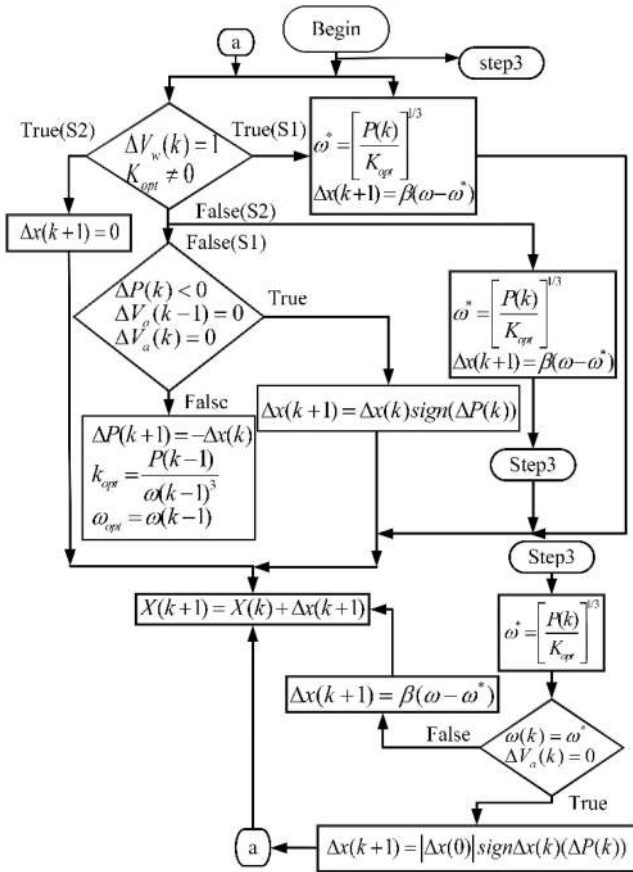 Begin
a
step3
True(S2)
ΔV_w(k)=1
K_opt ≠ 0
True(S1)
ω* = [P(k)/K_opt]^1/3
Δx(k+1)=β(ω−ω*)
Δx(k+1)=0
False(S2)
False(S1)
ΔP(k)<0
ΔV_a(k−1)=0
ΔV_a(k)=0
True
ω* = [P(k)/K_opt]^1/3
Δx(k+1)=β(ω−ω*)
Falsc
ΔP(k+1)=−Δx(k)
k_opt = P(k−1)/ω(k−1)^3
ω_opt = ω(k−1)
Δx(k+1)=Δx(k)sign(ΔP(k))
Step3
Step3
X(k+1)=X(k)+Δx(k+1)
ω* = [P(k)/K_opt]^1/3
Δx(k+1)=β(ω−ω*)
False
ω(k)=ω*
ΔV_a(k)=0
True
a
Δx(k+1)=|Δx(0)|signΔx(k)(ΔP(k))